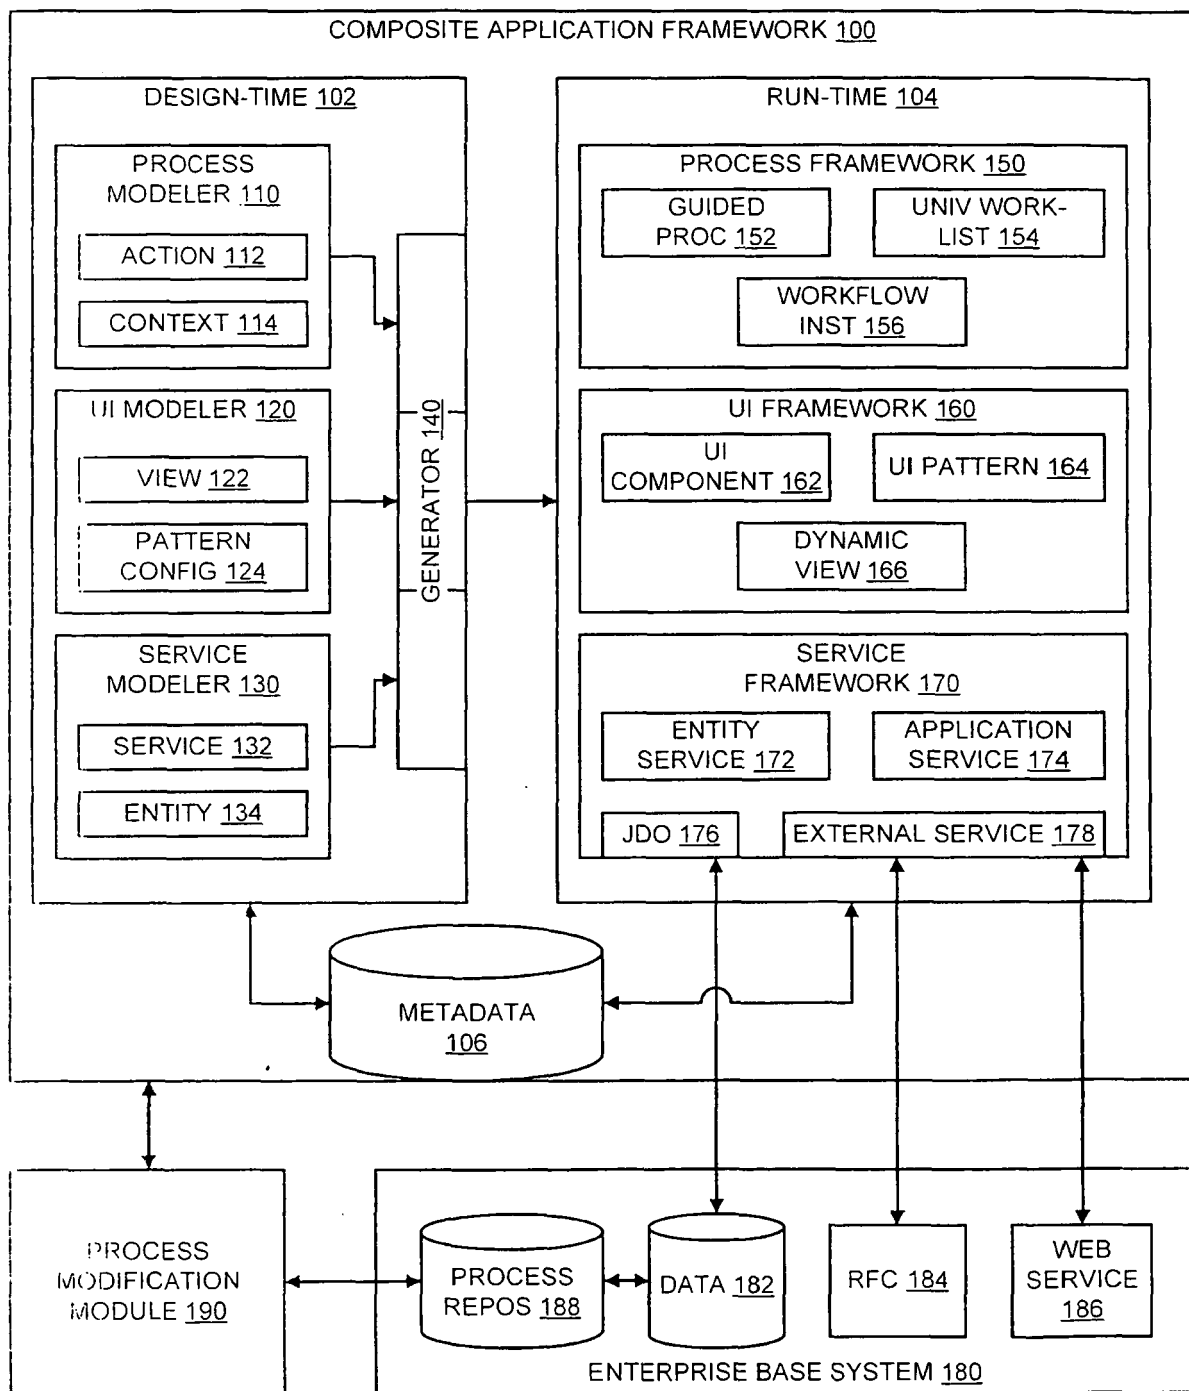 COMPOSITE APPLICATION FRAMEWORK 100
DESIGN-TIME 102
PROCESS
MODELER 110
ACTION 112
CONTEXT 114
UI MODELER 120
VIEW 122
PATTERN
CONFIG 124
SERVICE
MODELER 130
SERVICE 132
ENTITY 134
GENERATOR 140
RUN-TIME 104
PROCESS FRAMEWORK 150
GUIDED
PROC 152
UNIV WORK-
LIST 154
WORKFLOW
INST 156
UI FRAMEWORK 160
UI
COMPONENT 162
UI PATTERN 164
DYNAMIC
VIEW 166
SERVICE
FRAMEWORK 170
ENTITY
SERVICE 172
APPLICATION
SERVICE 174
JDO 176
EXTERNAL SERVICE 178
METADATA
106
PROCESS
MODIFICATION
MODULE 190
PROCESS
REPOS 188
DATA 182
RFC 184
WEB
SERVICE
186
ENTERPRISE BASE SYSTEM 180